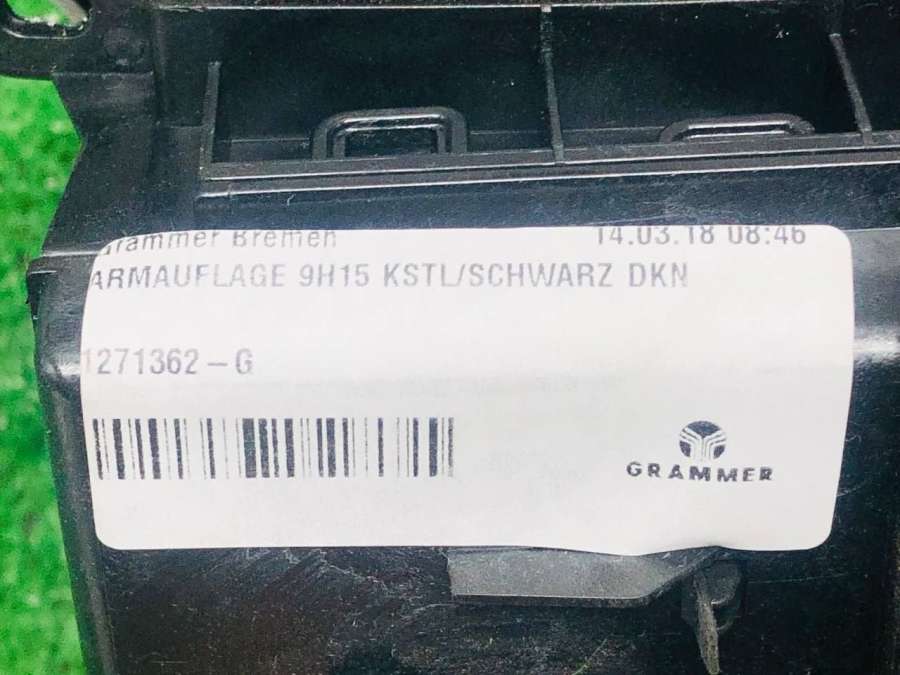 Grammer Bremen 14.03.18 08:46
ARMAUFLAGE 9H15 KSTL/SCHWARZ DKN
1271362-G
GRAMMER